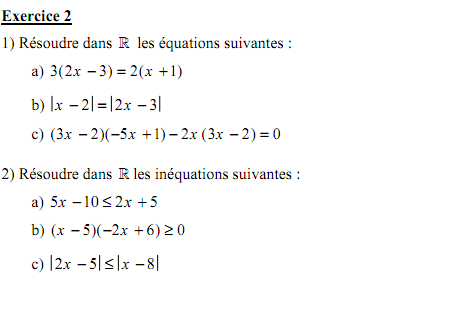 Exercice 2
1) Résoudre dans ℝ les équations suivantes :
a) 3(2x – 3) = 2(x +1)
b) |x – 2| = |2x – 3|
c) (3x – 2)(–5x +1) – 2x (3x – 2) = 0
2) Résoudre dans ℝ les inéquations suivantes :
a) 5x –10 ≤ 2x +5
b) (x – 5)(–2x + 6) ≥ 0
c) |2x – 5| ≤ |x – 8|